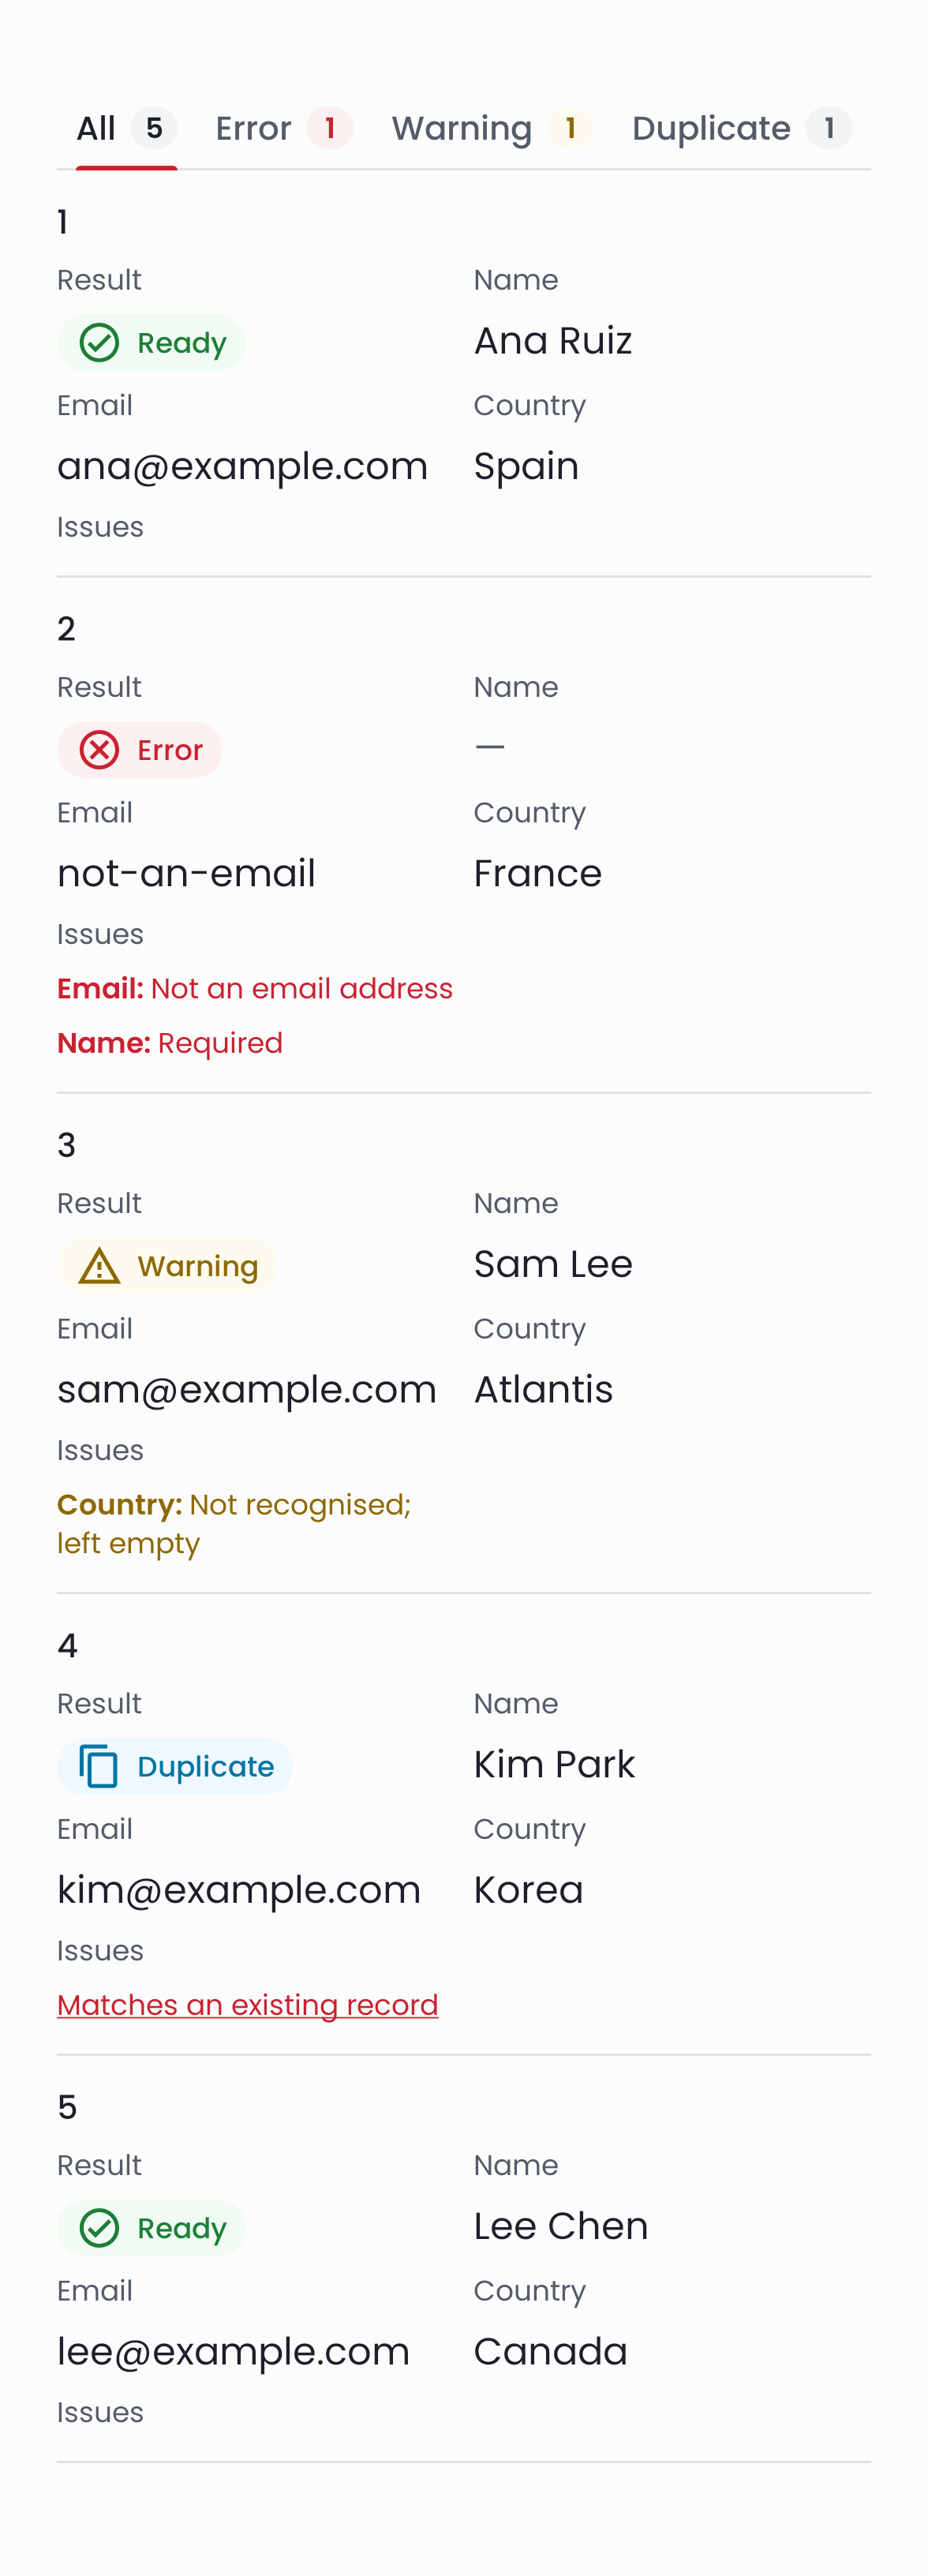 All 5 Error 1 Warning 1 Duplicate 1
1
Result Name
Ready Ana Ruiz
Email Country
ana@example.com Spain
Issues
2
Result Name
Error —
Email Country
not-an-email France
Issues
Email: Not an email address
Name: Required
3
Result Name
Warning Sam Lee
Email Country
sam@example.com Atlantis
Issues
Country: Not recognised;
left empty
4
Result Name
Duplicate Kim Park
Email Country
kim@example.com Korea
Issues
Matches an existing record
5
Result Name
Ready Lee Chen
Email Country
lee@example.com Canada
Issues